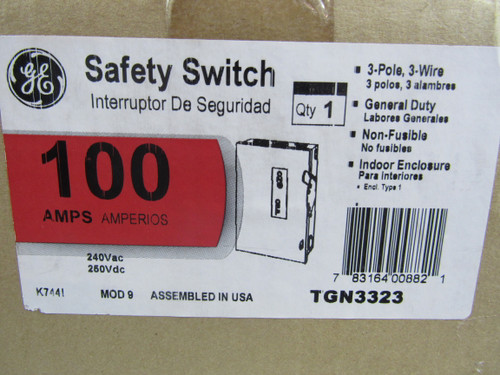 GE
Safety Switch
Interruptor De Seguridad
Qty 1
3-Pole, 3-Wire
3 polos, 3 alambres
General Duty
Labores Generales
Non-Fusible
No fusibles
Indoor Enclosure
Para Interiores
Encl. Type 1
100
AMPS AMPERIOS
240Vac
250Vdc
7 83164 00882 1
K7441 MOD 9 ASSEMBLED IN USA TGN3323